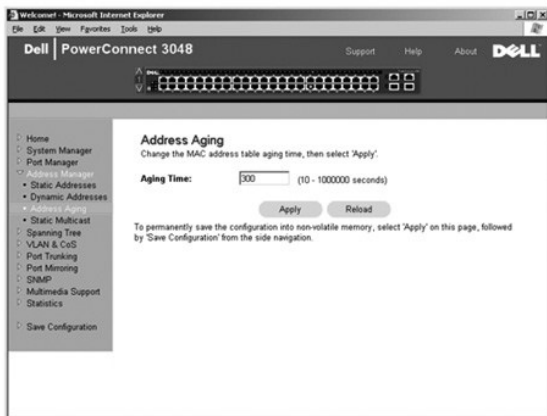 Welcome! - Microsoft Internet Explorer
File Edit View Favorites Tools Help
Dell | PowerConnect 3048
Support Help About DELL
Home
System Manager
Port Manager
Address Manager
Static Addresses
Dynamic Addresses
Address Aging
Static Multicast
Spanning Tree
VLAN & CoS
Port Trunking
Port Mirroring
SNMP
Multimedia Support
Statistics
Save Configuration
Address Aging
Change the MAC address table aging time, then select 'Apply'.
Aging Time: 300 (10 - 1000000 seconds)
Apply Reload
To permanently save the configuration into non-volatile memory, select 'Apply' on this page, followed
by 'Save Configuration' from the side navigation.